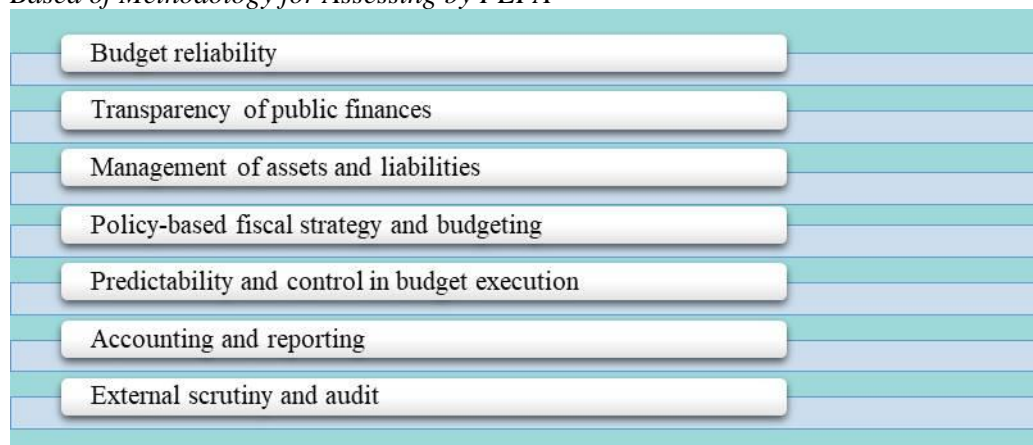 Based of Methodology for Assessing by PEFA
Budget reliability
Transparency of public finances
Management of assets and liabilities
Policy-based fiscal strategy and budgeting
Predictability and control in budget execution
Accounting and reporting
External scrutiny and audit